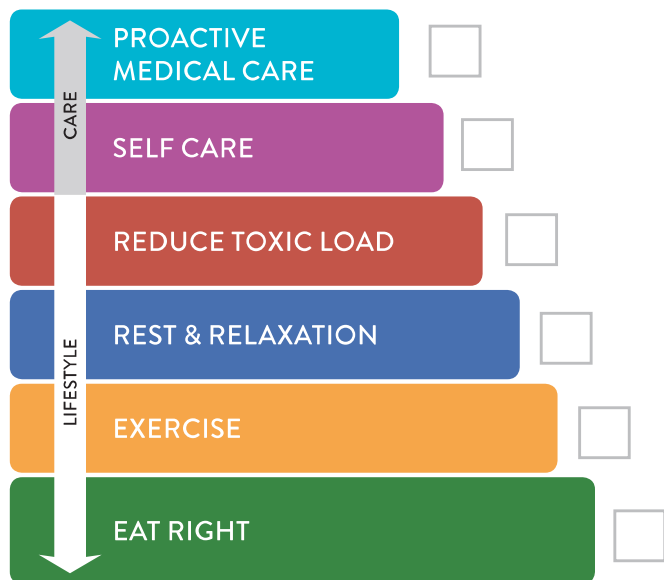 PROACTIVE
MEDICAL CARE
CARE
SELF CARE
REDUCE TOXIC LOAD
REST & RELAXATION
LIFESTYLE
EXERCISE
EAT RIGHT